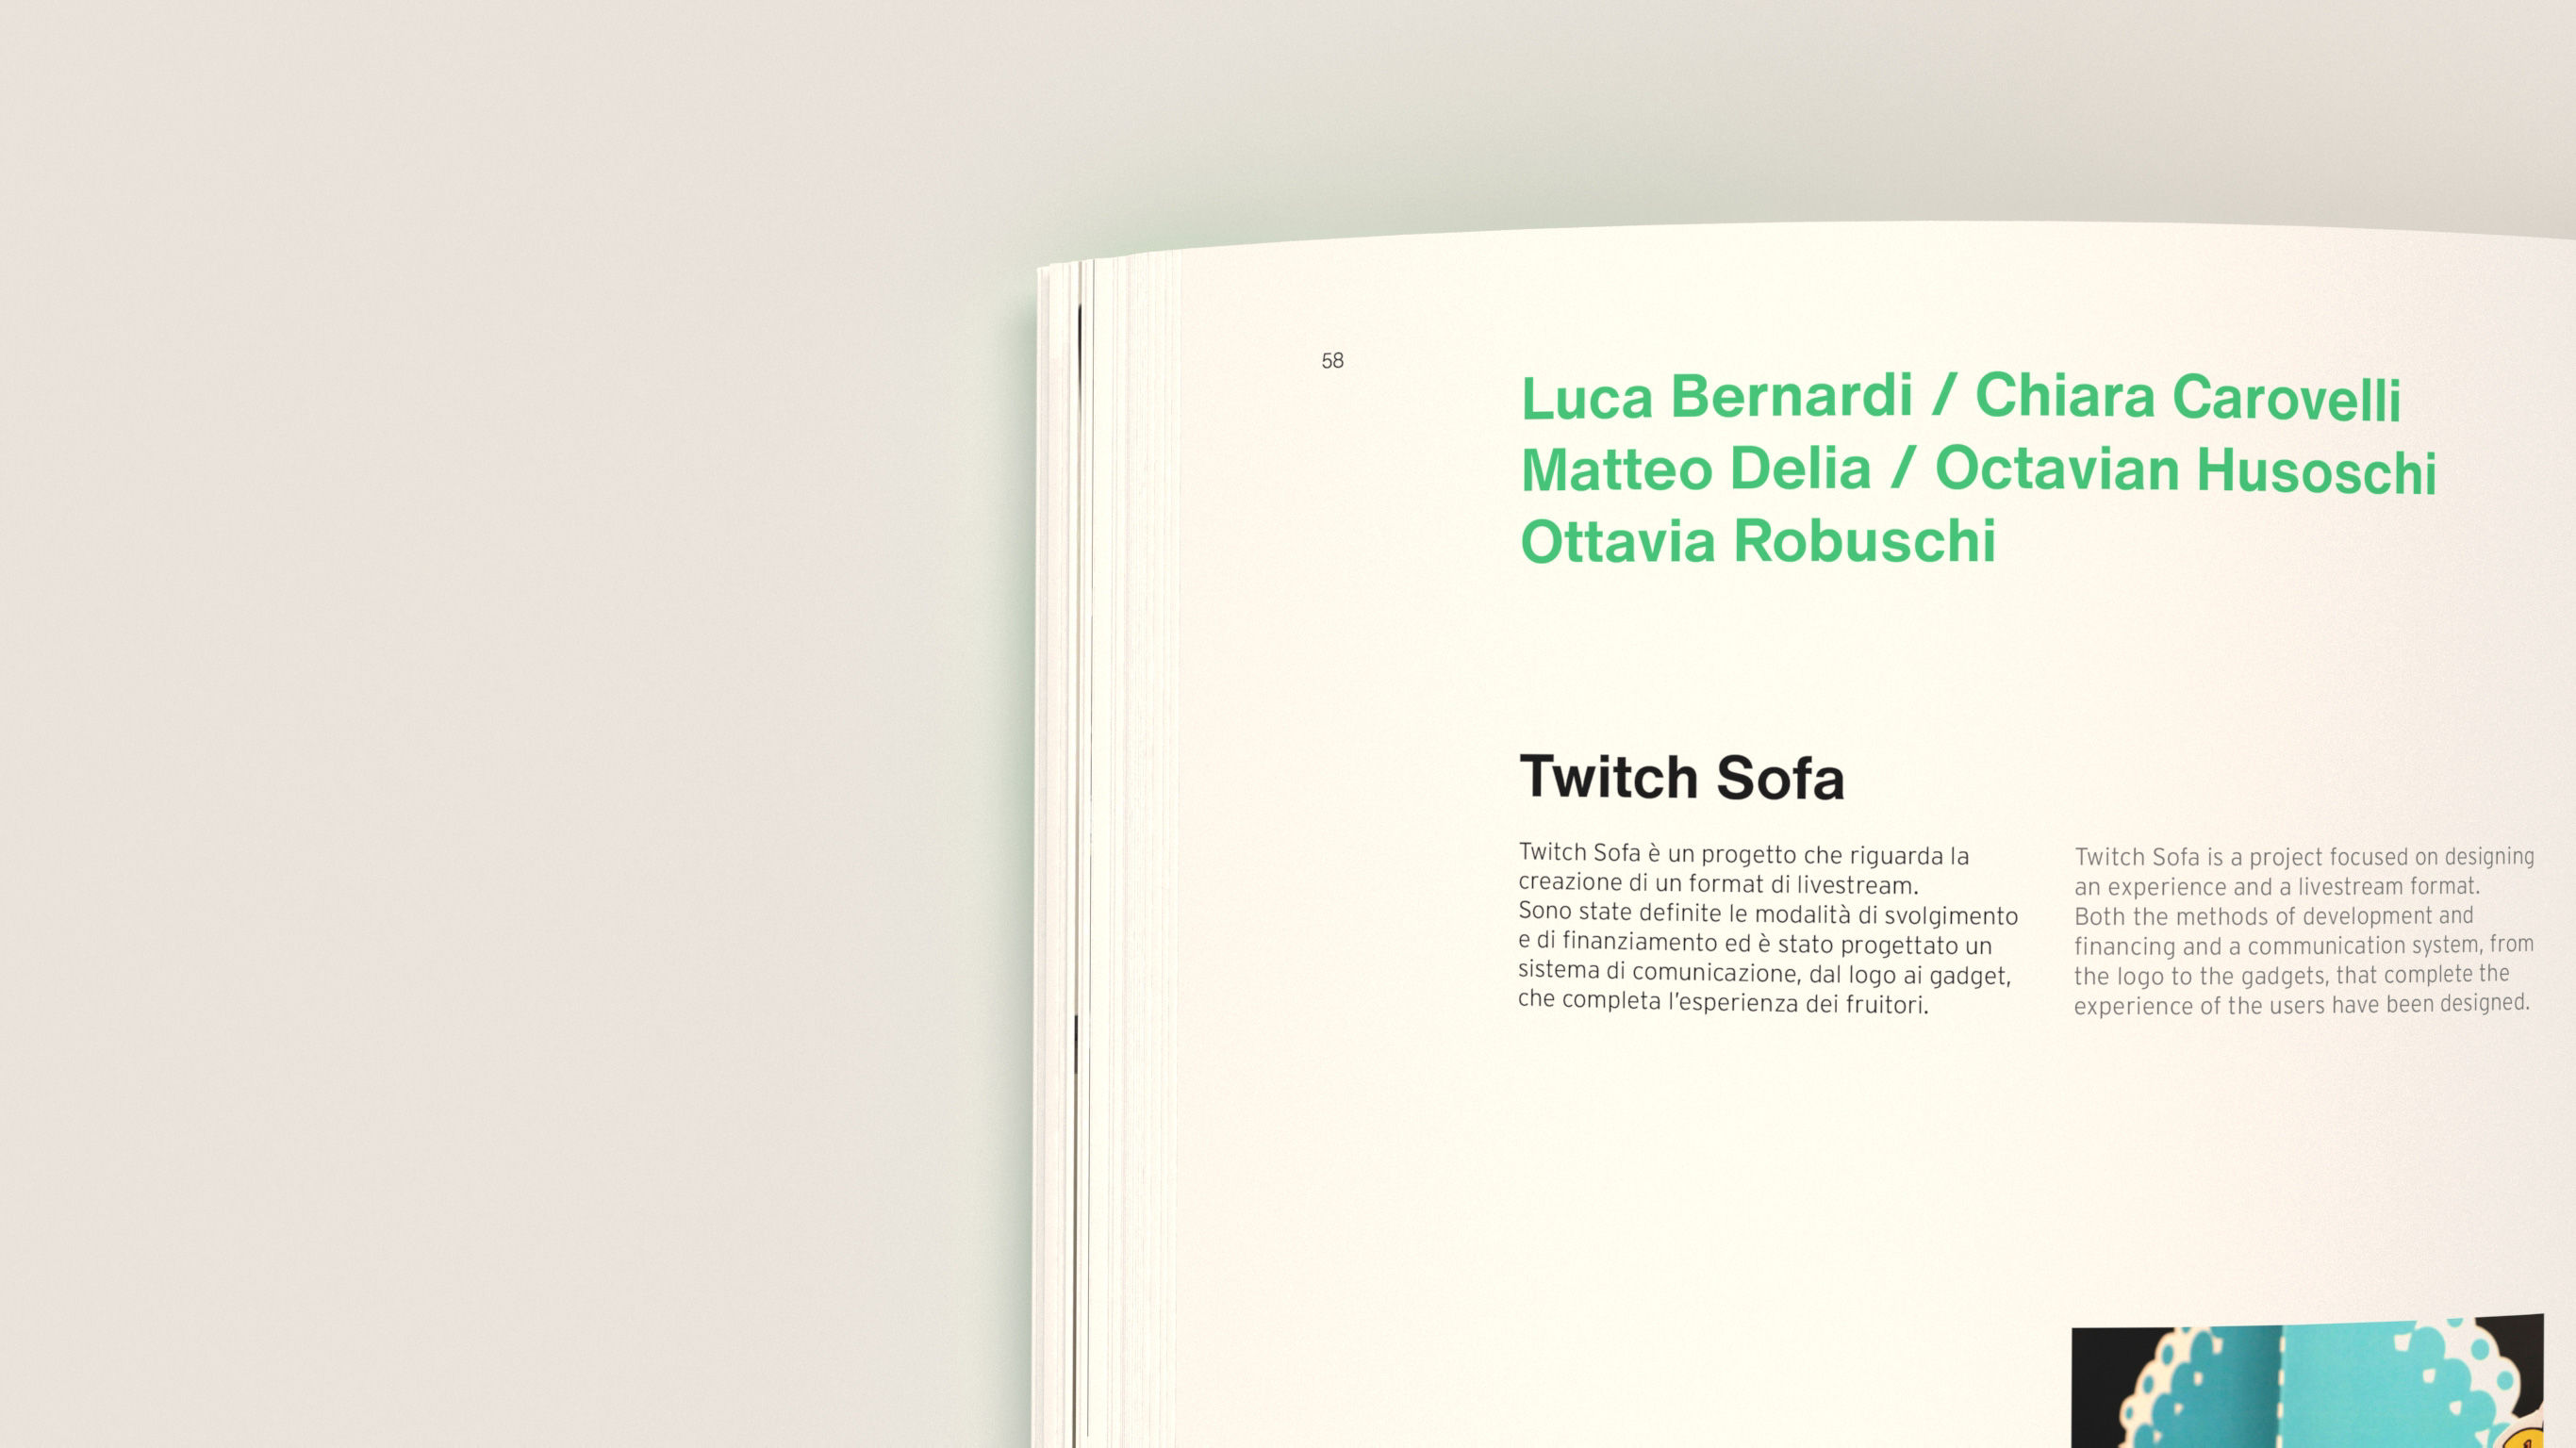 58
Luca Bernardi / Chiara Carovelli
Matteo Delia / Octavian Husoschi
Ottavia Robuschi
Twitch Sofa
Twitch Sofa è un progetto che riguarda la
creazione di un format di livestream.
Sono state definite le modalità di svolgimento
e di finanziamento ed è stato progettato un
sistema di comunicazione, dal logo ai gadget,
che completa l'esperienza dei fruitori.
Twitch Sofa is a project focused on designing
an experience and a livestream format.
Both the methods of development and
financing and a communication system, from
the logo to the gadgets, that complete the
experience of the users have been designed.